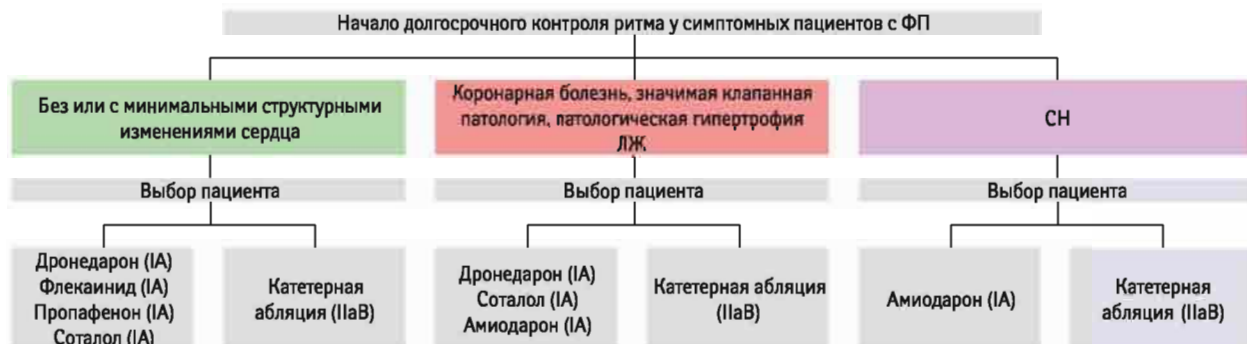 Начало долгосрочного контроля ритма у симптомных пациентов с ФП
Без или с минимальными структурными
изменениями сердца
Коронарная болезнь, значимая клапанная
патология, патологическая гипертрофия
ЛЖ
СН
Выбор пациента
Выбор пациента
Выбор пациента
Дронедарон (IA)
Флекаинид (IA)
Пропафенон (IA)
Соталол (IA)
Катетерная
абляция (IIaB)
Дронедарон (IA)
Соталол (IA)
Амиодарон (IA)
Катетерная абляция
(IIaB)
Амиодарон (IA)
Катетерная
абляция (IIaB)